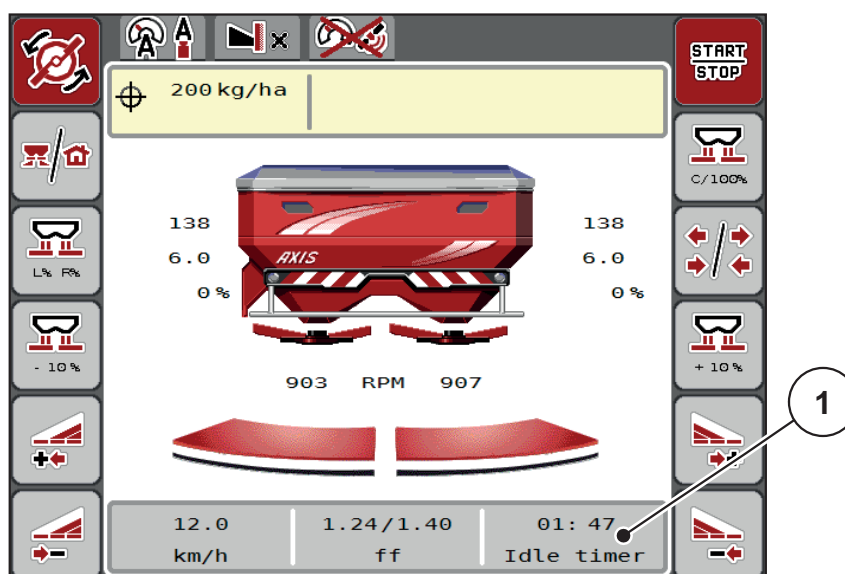 A A x
START
STOP
200 kg/ha
C/100%
138 138
AXIS
6.0 6.0
L% R%
0 % 0 %
- 10 % + 10 %
903 RPM 907
1
12.0 1.24/1.40 01: 47
km/h ff Idle timer